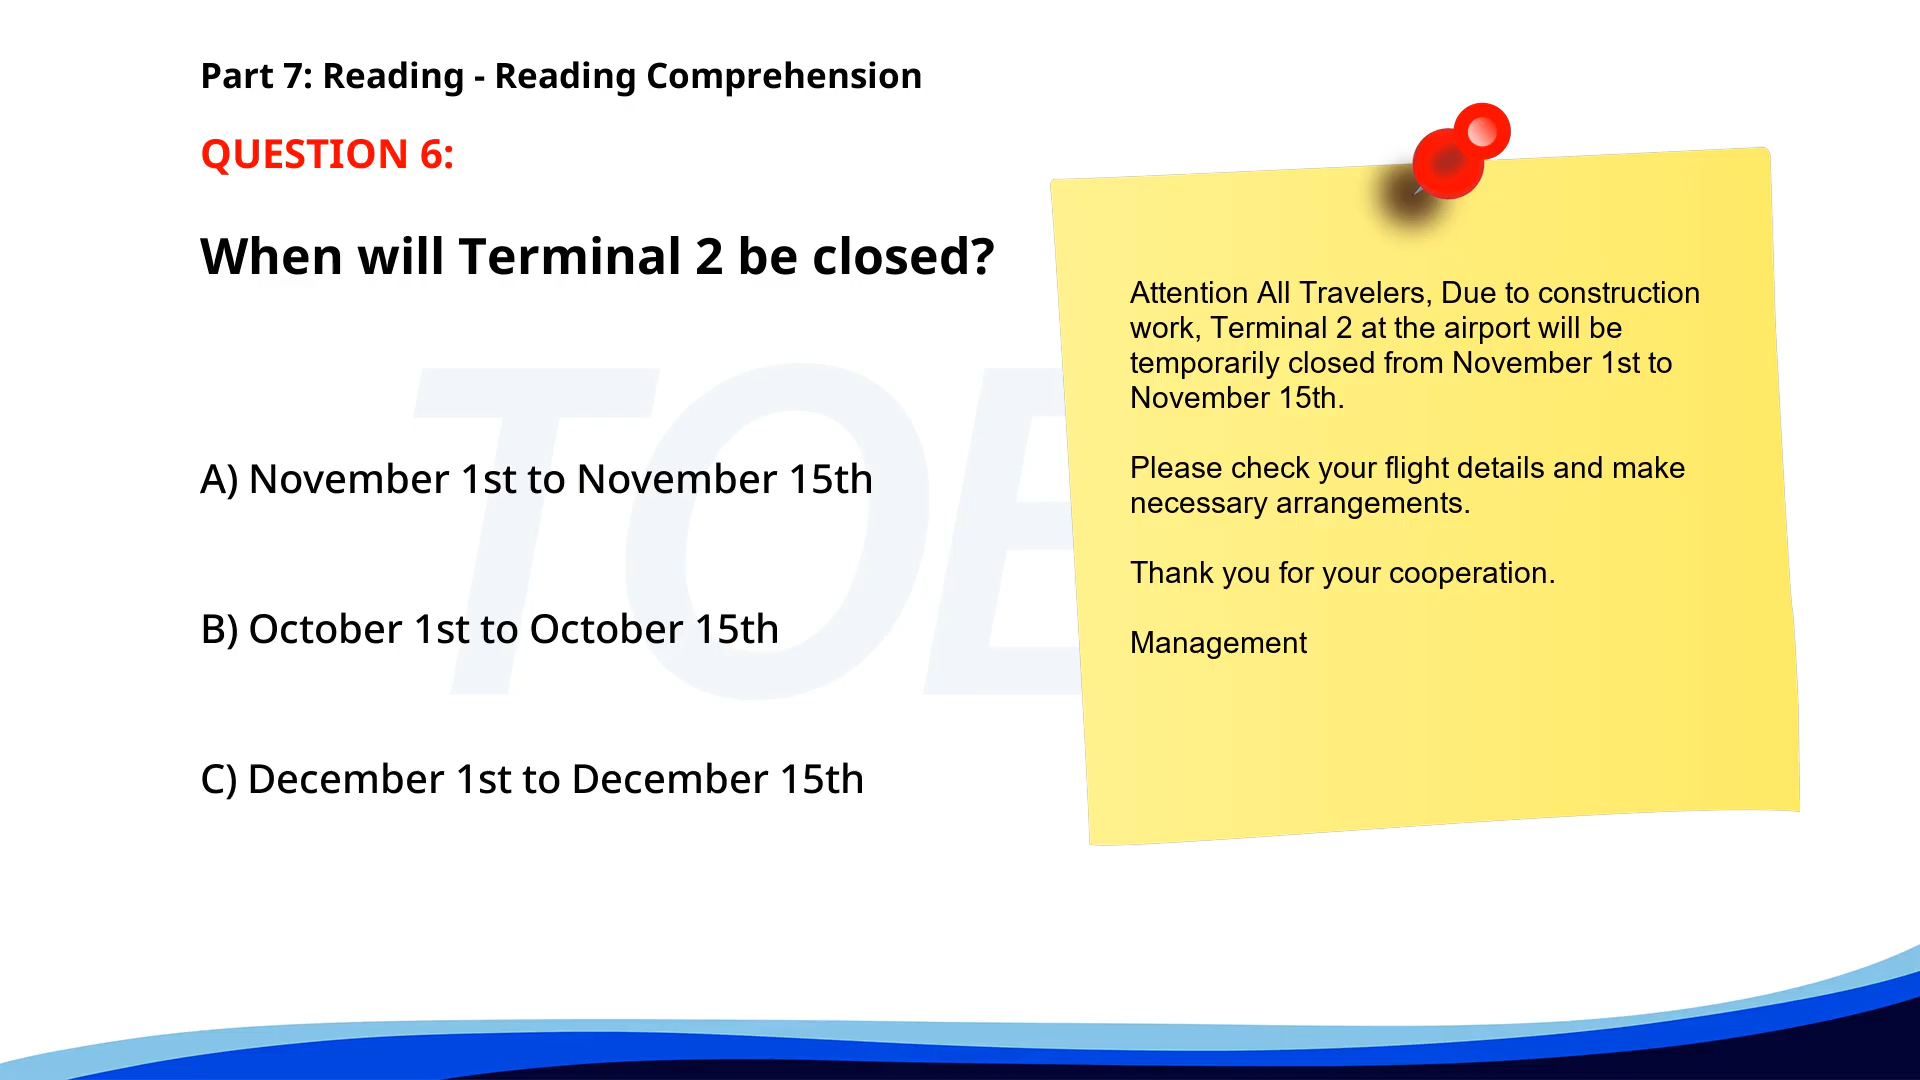 Part 7: Reading - Reading Comprehension
QUESTION 6:
When will Terminal 2 be closed?
A) November 1st to November 15th
B) October 1st to October 15th
C) December 1st to December 15th
Attention All Travelers, Due to construction
work, Terminal 2 at the airport will be
temporarily closed from November 1st to
November 15th.
Please check your flight details and make
necessary arrangements.
Thank you for your cooperation.
Management